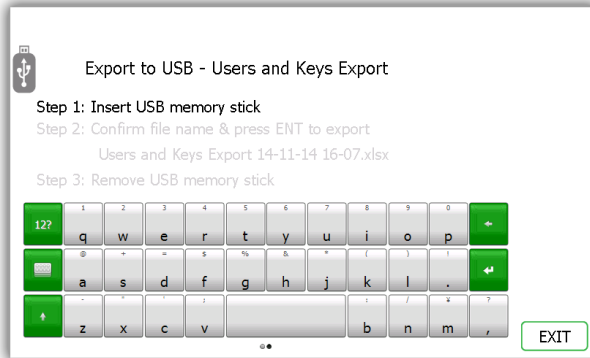 Export to USB - Users and Keys Export
Step 1: Insert USB memory stick
Step 2: Confirm file name & press ENT to export
Users and Keys Export 14-11-14 16-07.xlsx
Step 3: Remove USB memory stick
1 2 3 4 5 6 7 8 9 0
12? q w e r t y u i o p
@ + = $ % & * ( ) !
a s d f g h j k l .
- " ' ; : / ¥ ?
z x c v b n m ,
EXIT